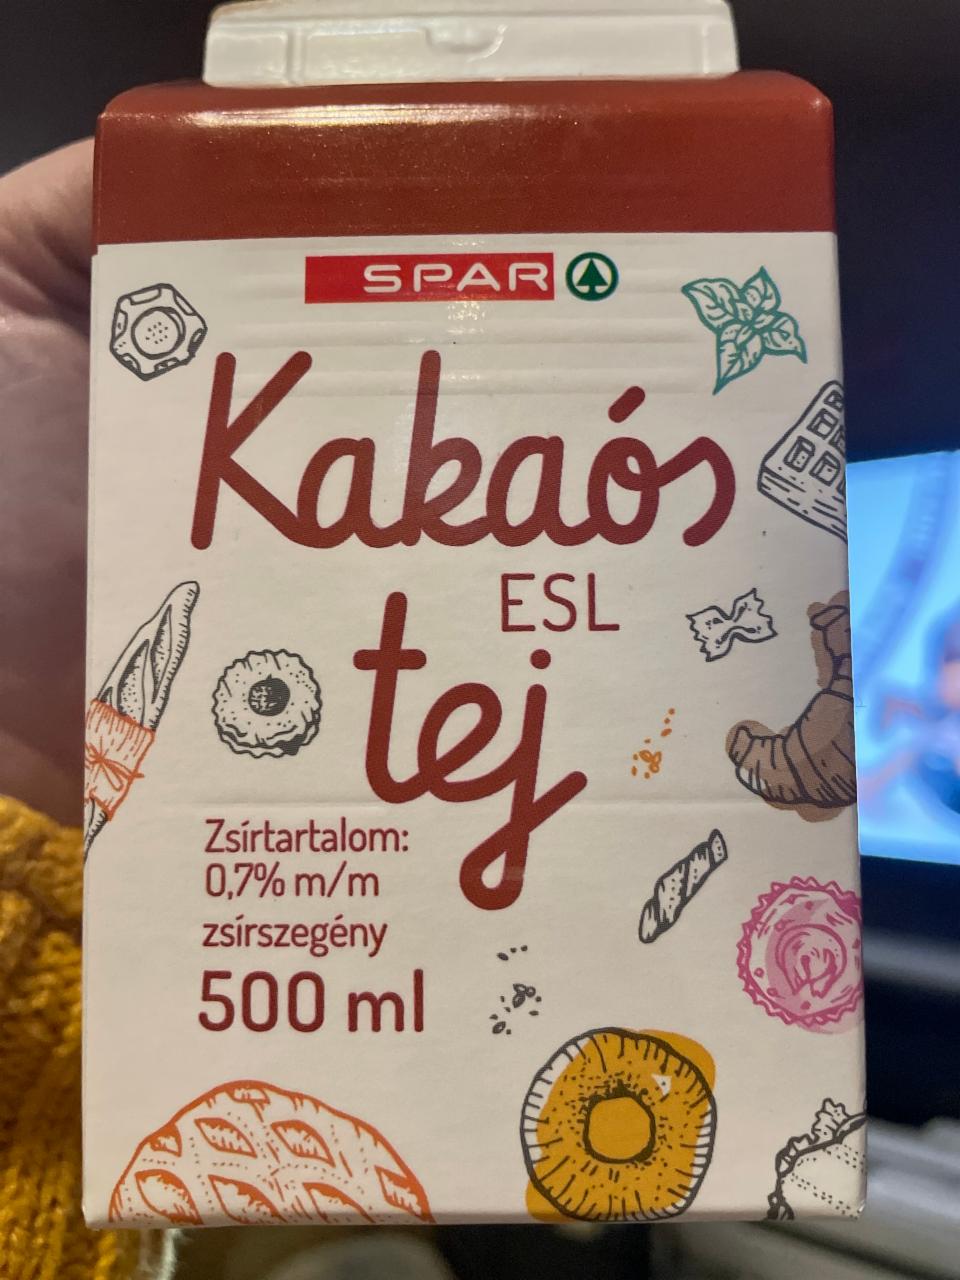 SPAR
Kakaós
ESL
tej
Zsírtartalom:
0,7% m/m
zsírszegény
500 ml